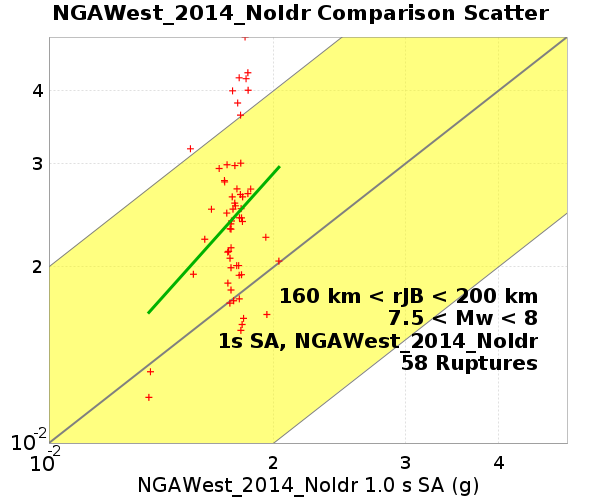 NGAWest_2014_NoIdr Comparison Scatter
4
3
2
10-2
10-2
2
3
4
160 km < rJB < 200 km
7.5 < Mw < 8
1s SA, NGAWest_2014_NoIdr
58 Ruptures
NGAWest_2014_NoIdr 1.0 s SA (g)